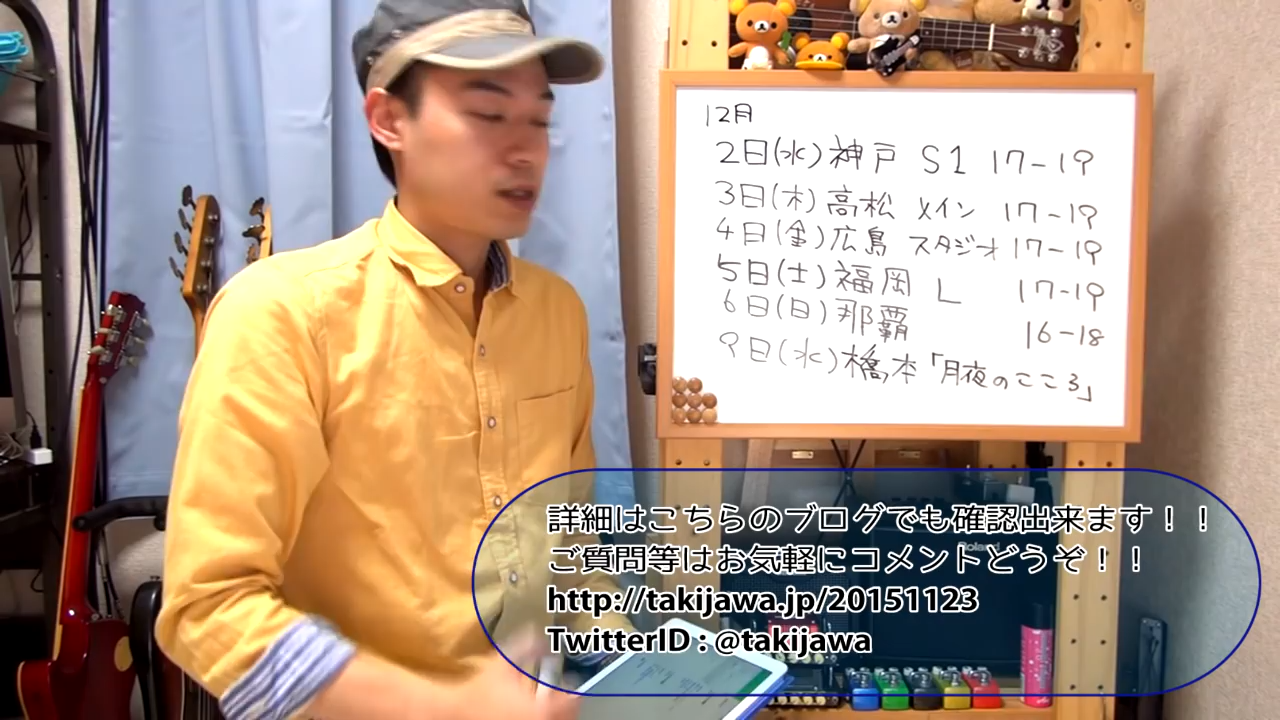 12月
2日(水)神戸 S1 17-19
3日(木)高松 メイン 17-19
4日(金)広島 スタジオ 17-19
5日(土)福岡 L 17-19
6日(日)那覇 16-18
9日(水)橋本「月夜のこころ」
詳細はこちらのブログでも確認出来ます！！
ご質問等はお気軽にコメントどうぞ！！
http://takijawa.jp/20151123
TwitterID : @takijawa
Roland